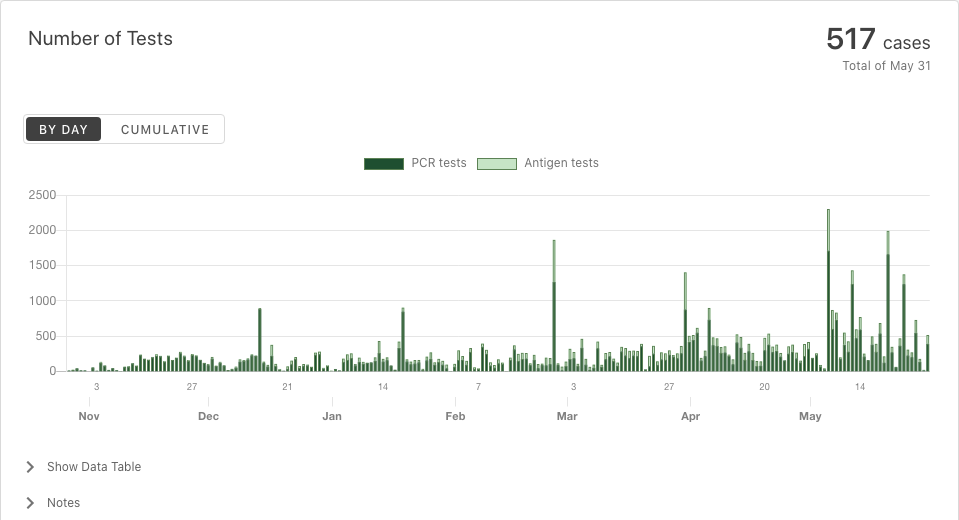 Number of Tests
517 cases
Total of May 31
BY DAY
CUMULATIVE
PCR tests
Antigen tests
2500
2000
1500
1000
500
0
3 27 21 14 7 3 27 20 14
Nov Dec Jan Feb Mar Apr May
Show Data Table
Notes